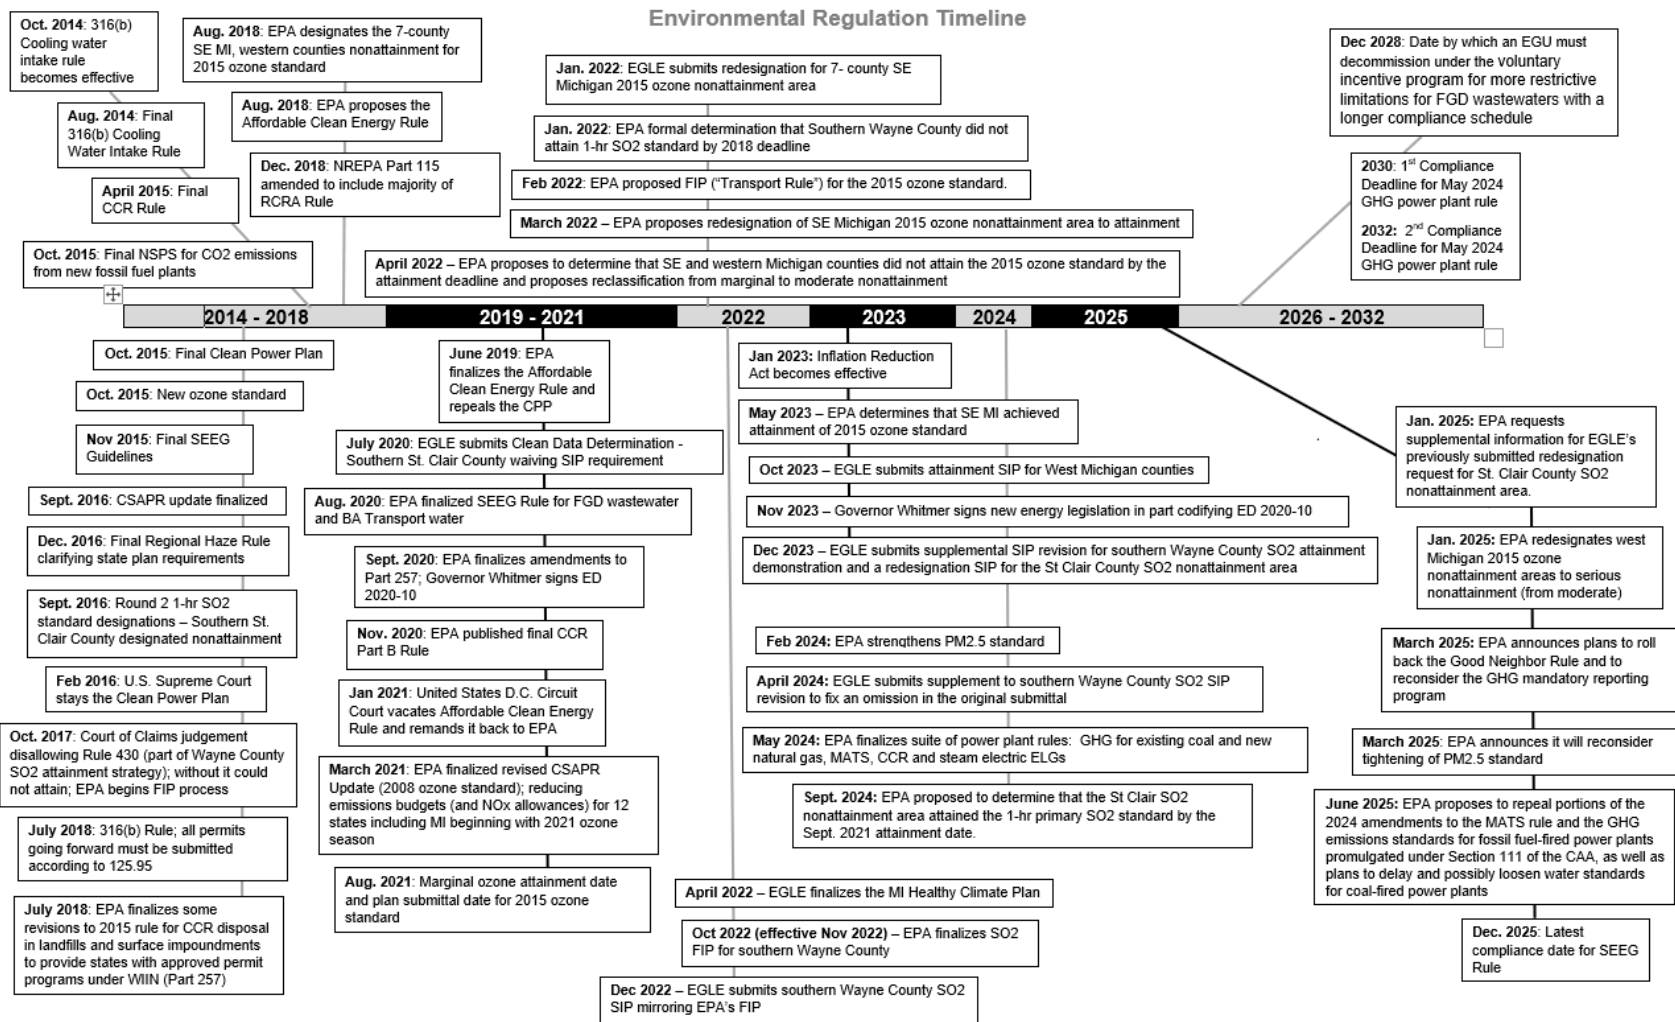 Environmental Regulation Timeline
Oct. 2014: 316(b)
Cooling water
intake rule
becomes effective
Aug. 2014: Final
316(b) Cooling
Water Intake Rule
April 2015: Final
CCR Rule
Oct. 2015: Final NSPS for CO2 emissions
from new fossil fuel plants
Aug. 2018: EPA designates the 7-county
SE MI, western counties nonattainment for
2015 ozone standard
Aug. 2018: EPA proposes the
Affordable Clean Energy Rule
Dec. 2018: NREPA Part 115
amended to include majority of
RCRA Rule
Jan. 2022: EGLE submits redesignation for 7- county SE
Michigan 2015 ozone nonattainment area
Jan. 2022: EPA formal determination that Southern Wayne County did not
attain 1-hr SO2 standard by 2018 deadline
Feb 2022: EPA proposed FIP (“Transport Rule”) for the 2015 ozone standard.
March 2022 – EPA proposes redesignation of SE Michigan 2015 ozone nonattainment area to attainment
April 2022 – EPA proposes to determine that SE and western Michigan counties did not attain the 2015 ozone standard by the
attainment deadline and proposes reclassification from marginal to moderate nonattainment
Dec 2028: Date by which an EGU must
decommission under the voluntary
incentive program for more restrictive
limitations for FGD wastewaters with a
longer compliance schedule
2030: 1st Compliance
Deadline for May 2024
GHG power plant rule
2032: 2nd Compliance
Deadline for May 2024
GHG power plant rule
2014 - 2018
2019 - 2021
2022
2023
2024
2025
2026 - 2032
Oct. 2015: Final Clean Power Plan
Oct. 2015: New ozone standard
Nov 2015: Final SEEG
Guidelines
Sept. 2016: CSAPR update finalized
Dec. 2016: Final Regional Haze Rule
clarifying state plan requirements
Sept. 2016: Round 2 1-hr SO2
standard designations – Southern St.
Clair County designated nonattainment
Feb 2016: U.S. Supreme Court
stays the Clean Power Plan
Oct. 2017: Court of Claims judgement
disallowing Rule 430 (part of Wayne County
SO2 attainment strategy); without it could
not attain; EPA begins FIP process
July 2018: 316(b) Rule; all permits
going forward must be submitted
according to 125.95
July 2018: EPA finalizes some
revisions to 2015 rule for CCR disposal
in landfills and surface impoundments
to provide states with approved permit
programs under WIIN (Part 257)
June 2019: EPA
finalizes the Affordable
Clean Energy Rule and
repeals the CPP
July 2020: EGLE submits Clean Data Determination -
Southern St. Clair County waiving SIP requirement
Aug. 2020: EPA finalized SEEG Rule for FGD wastewater
and BA Transport water
Sept. 2020: EPA finalizes amendments to
Part 257; Governor Whitmer signs ED
2020-10
Nov. 2020: EPA published final CCR
Part B Rule
Jan 2021: United States D.C. Circuit
Court vacates Affordable Clean Energy
Rule and remands it back to EPA
March 2021: EPA finalized revised CSAPR
Update (2008 ozone standard); reducing
emissions budgets (and NOx allowances) for 12
states including MI beginning with 2021 ozone
season
Aug. 2021: Marginal ozone attainment date
and plan submittal date for 2015 ozone
standard
April 2022 – EGLE finalizes the MI Healthy Climate Plan
Oct 2022 (effective Nov 2022) – EPA finalizes SO2
FIP for southern Wayne County
Dec 2022 – EGLE submits southern Wayne County SO2
SIP mirroring EPA's FIP
Jan 2023: Inflation Reduction
Act becomes effective
May 2023 – EPA determines that SE MI achieved
attainment of 2015 ozone standard
Oct 2023 – EGLE submits attainment SIP for West Michigan counties
Nov 2023 – Governor Whitmer signs new energy legislation in part codifying ED 2020-10
Dec 2023 – EGLE submits supplemental SIP revision for southern Wayne County SO2 attainment
demonstration and a redesignation SIP for the St Clair County SO2 nonattainment area
Feb 2024: EPA strengthens PM2.5 standard
April 2024: EGLE submits supplement to southern Wayne County SO2 SIP
revision to fix an omission in the original submittal
May 2024: EPA finalizes suite of power plant rules: GHG for existing coal and new
natural gas, MATS, CCR and steam electric ELGs
Sept. 2024: EPA proposed to determine that the St Clair SO2
nonattainment area attained the 1-hr primary SO2 standard by the
Sept. 2021 attainment date.
Jan. 2025: EPA requests
supplemental information for EGLE's
previously submitted redesignation
request for St. Clair County SO2
nonattainment area.
Jan. 2025: EPA redesignates west
Michigan 2015 ozone
nonattainment areas to serious
nonattainment (from moderate)
March 2025: EPA announces plans to roll
back the Good Neighbor Rule and to
reconsider the GHG mandatory reporting
program
March 2025: EPA announces it will reconsider
tightening of PM2.5 standard
June 2025: EPA proposes to repeal portions of the
2024 amendments to the MATS rule and the GHG
emissions standards for fossil fuel-fired power plants
promulgated under Section 111 of the CAA, as well as
plans to delay and possibly loosen water standards
for coal-fired power plants
Dec. 2025: Latest
compliance date for SEEG
Rule